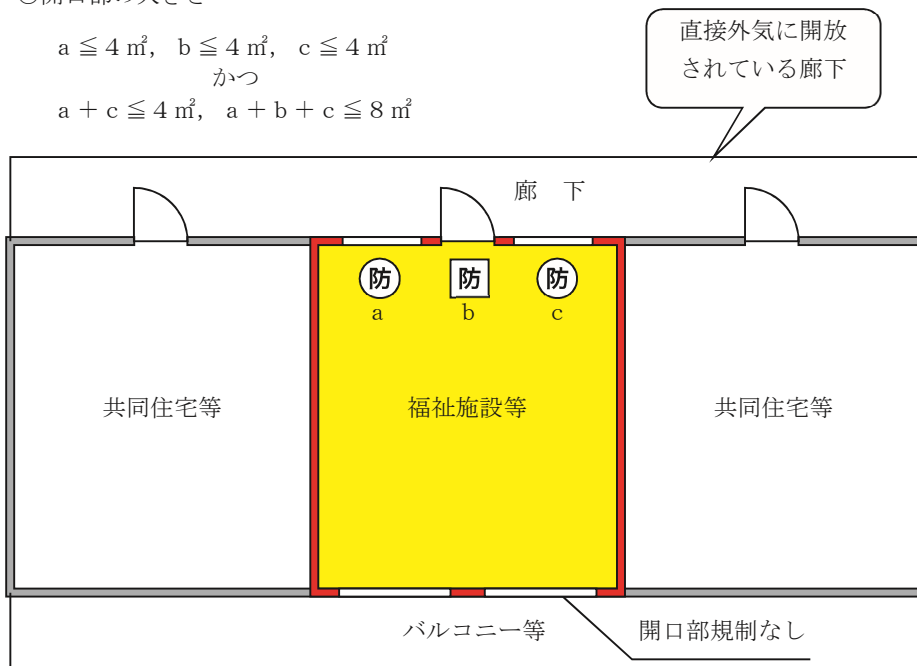 ○開口部の大きさ
a ≦ 4 ㎡, b ≦ 4 ㎡, c ≦ 4 ㎡
かつ
a + c ≦ 4 ㎡, a + b + c ≦ 8 ㎡
直接外気に開放
されている廊下
廊 下
防 防 防
a b c
共同住宅等 福祉施設等 共同住宅等
バルコニー等 開口部規制なし